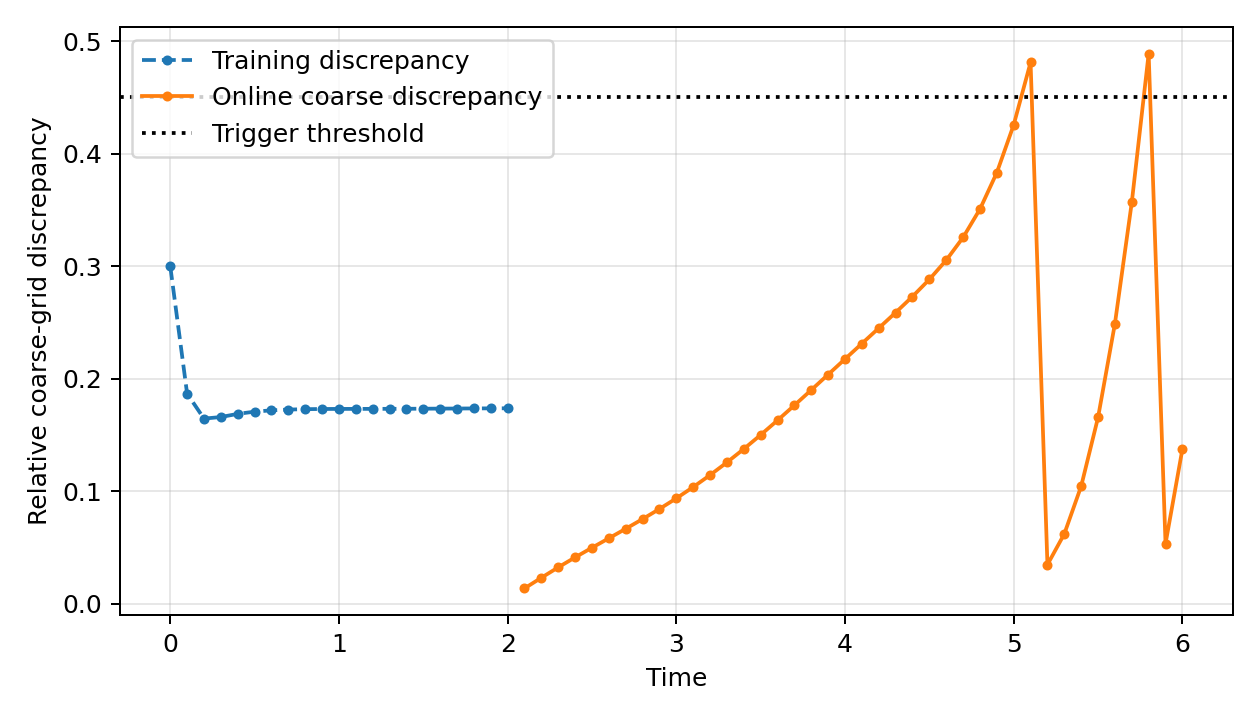 Training discrepancy
Online coarse discrepancy
Trigger threshold
Relative coarse-grid discrepancy
0.5
0.4
0.3
0.2
0.1
0.0
0 1 2 3 4 5 6
Time